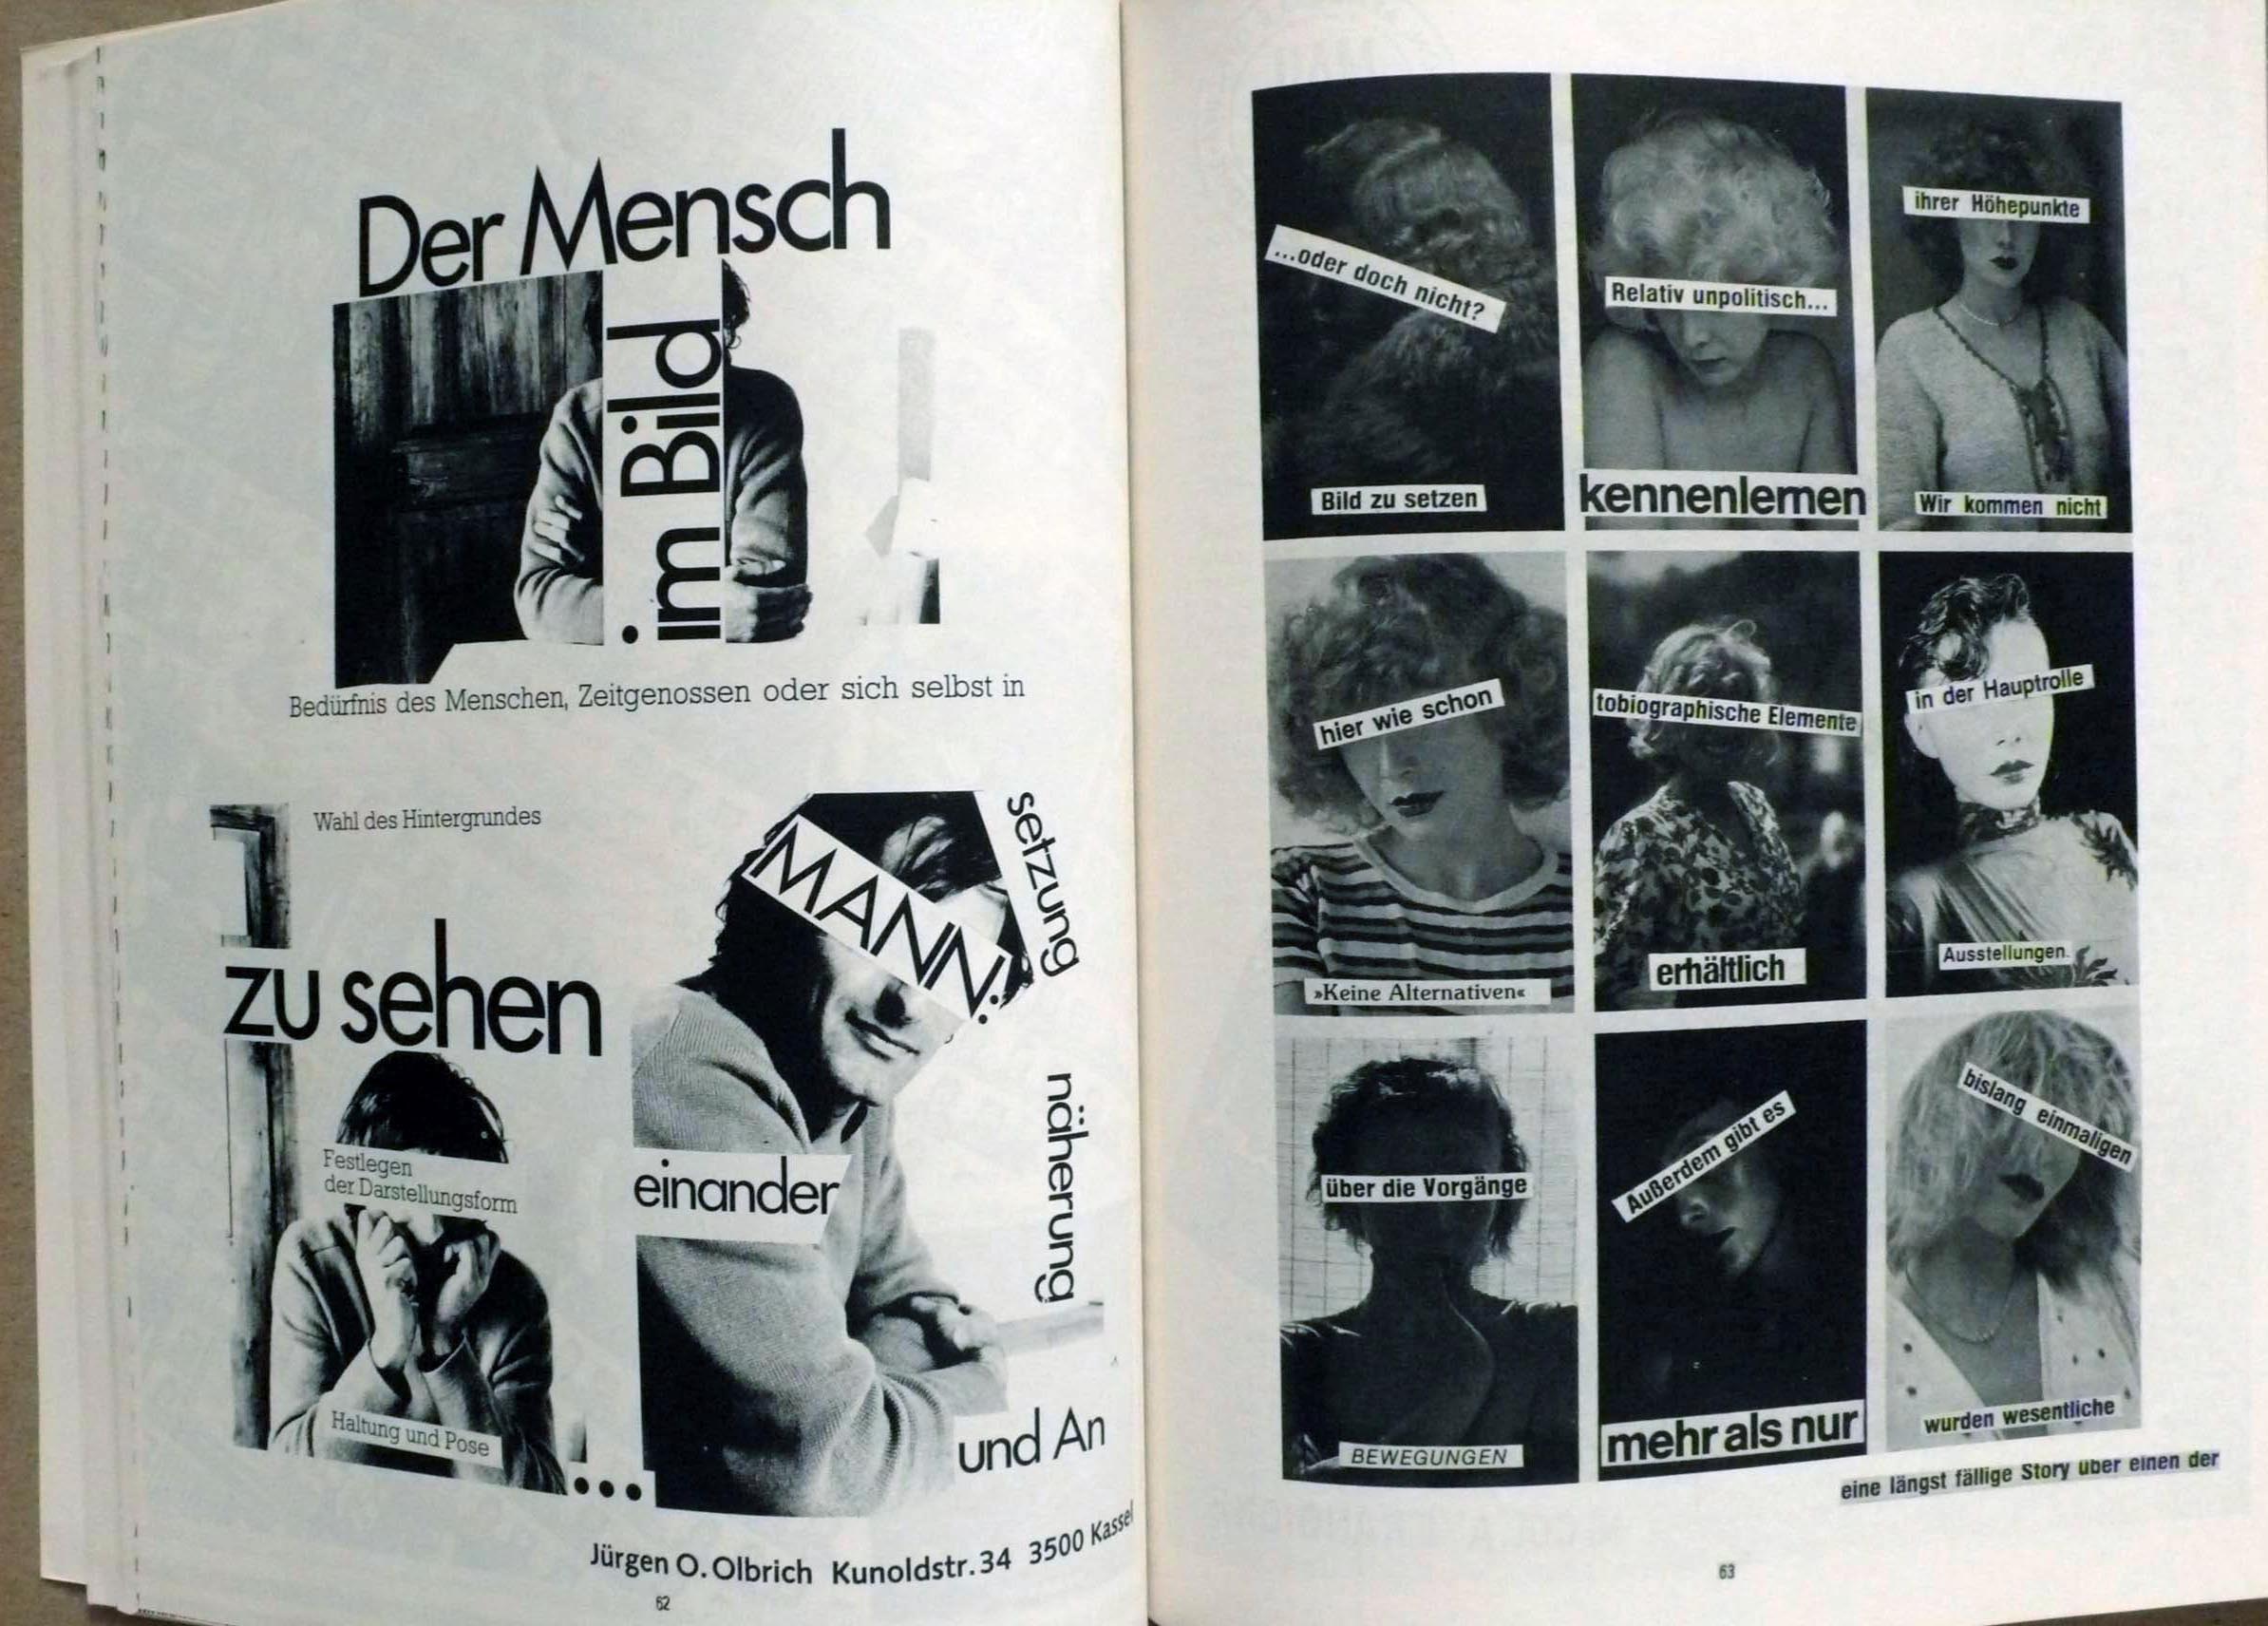 Der Mensch
im Bild
Bedürfnis des Menschen, Zeitgenossen oder sich selbst in
Wahl des Hintergrundes
zu sehen
Festlegen
der Darstellungsform
Haltung und Pose
...
MANN:
einander
setzung
näherung
und An
Jürgen O. Olbrich Kunoldstr. 34 3500 Kassel
62
...oder doch nicht?
Bild zu setzen
Relativ unpolitisch...
kennenlernen
ihrer Höhepunkte
Wir kommen nicht
hier wie schon
»Keine Alternativen«
tobiographische Elemente
erhältlich
in der Hauptrolle
Ausstellungen.
über die Vorgänge
BEWEGUNGEN
Außerdem gibt es
mehr als nur
bislang einmaligen
wurden wesentliche
eine längst fällige Story über einen der
63